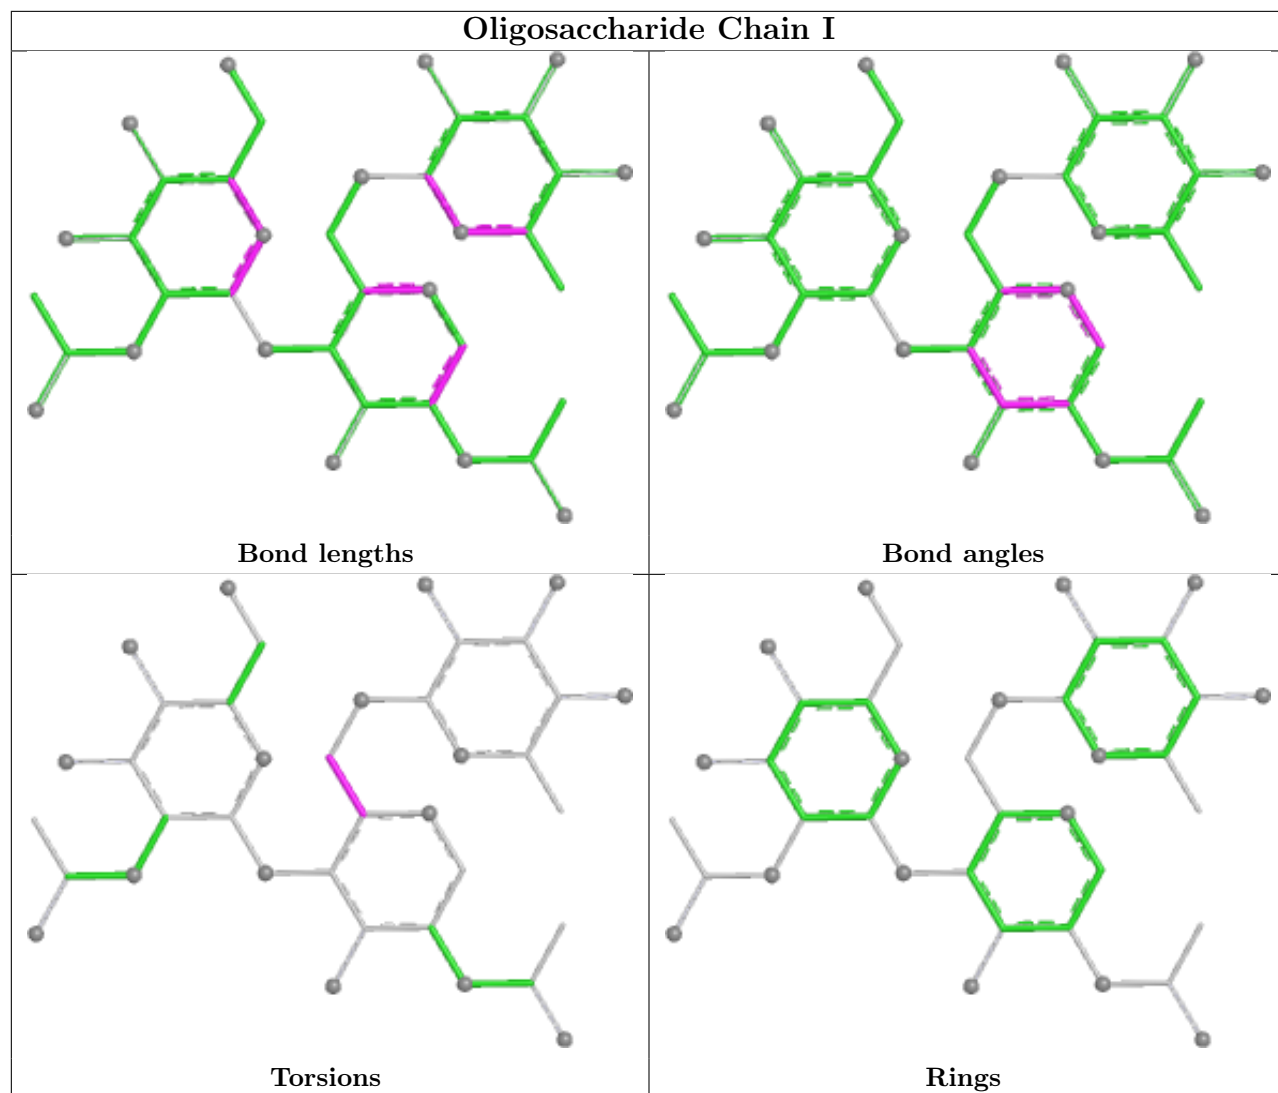 Oligosaccharide Chain I
Bond lengths
Bond angles
Torsions
Rings